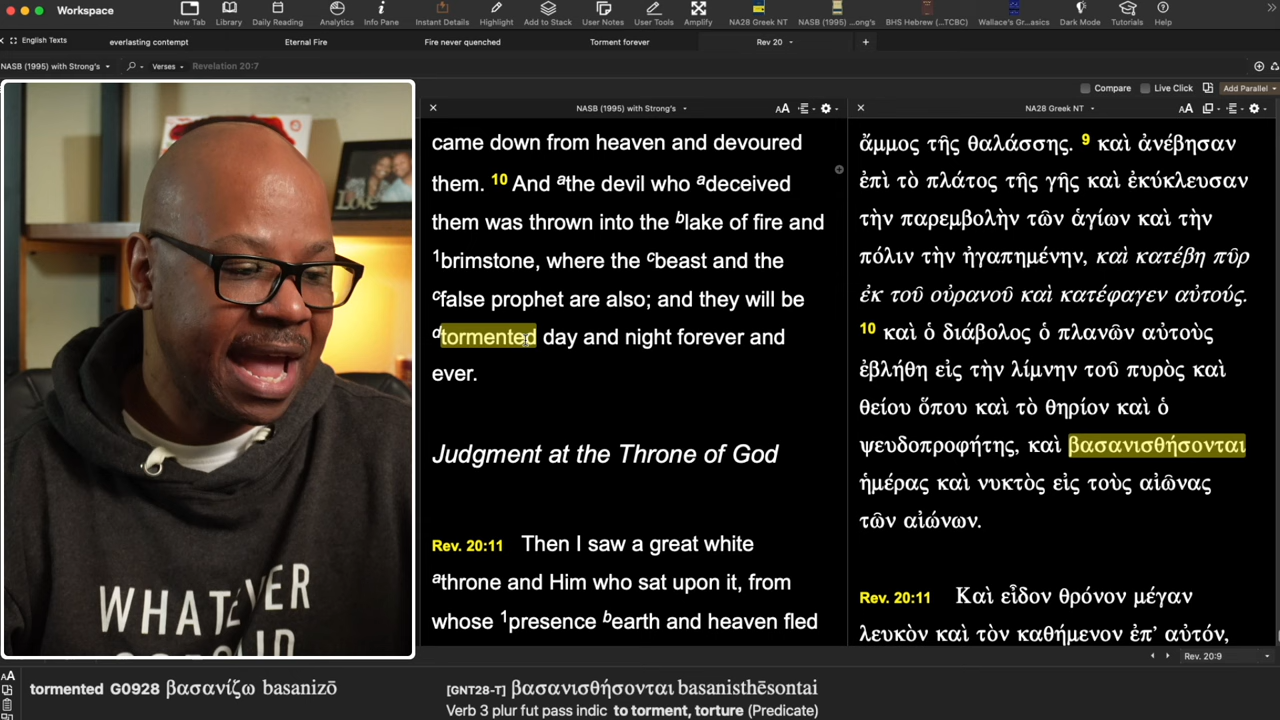 Workspace
New Tab
Library
Daily Reading
Analytics
Info Pane
Instant Details
Highlight
Add to Stack
User Notes
User Tools
Amplify
NA28 Greek NT
NASB (1995) ...ong's
BHS Hebrew (...TCBC)
Wallace's Gr...asics
Dark Mode
Tutorials
Help
English Texts
everlasting contempt
Eternal Fire
Fire never quenched
Torment forever
Rev 20
NASB (1995) with Strong's
Verses
Revelation 20:7
Compare
Live Click
Add Parallel
NASB (1995) with Strong's
came down from heaven and devoured
them. 10 And athe devil who adeceived
them was thrown into the blake of fire and
1brimstone, where the cbeast and the
cfalse prophet are also; and they will be
dtormented day and night forever and
ever.
Judgment at the Throne of God
Rev. 20:11 Then I saw a great white
athrone and Him who sat upon it, from
whose 1presence bearth and heaven fled
NA28 Greek NT
ἄμμος τῆς θαλάσσης. 9 καὶ ἀνέβησαν
ἐπὶ τὸ πλάτος τῆς γῆς καὶ ἐκύκλευσαν
τὴν παρεμβολὴν τῶν ἁγίων καὶ τὴν
πόλιν τὴν ἠγαπημένην, καὶ κατέβη πῦρ
ἐκ τοῦ οὐρανοῦ καὶ κατέφαγεν αὐτούς.
10 καὶ ὁ διάβολος ὁ πλανῶν αὐτοὺς
ἐβλήθη εἰς τὴν λίμνην τοῦ πυρὸς καὶ
θείου ὅπου καὶ τὸ θηρίον καὶ ὁ
ψευδοπροφήτης, καὶ βασανισθήσονται
ἡμέρας καὶ νυκτὸς εἰς τοὺς αἰῶνας
τῶν αἰώνων.
Rev. 20:11 Καὶ εἶδον θρόνον μέγαν
λευκὸν καὶ τὸν καθήμενον ἐπ’ αὐτόν,
Rev. 20:9
WHATEVER
tormented G0928 βασανίζω basanizō
[GNT28-T] βασανισθήσονται basanisthēsontai
Verb 3 plur fut pass indic to torment, torture (Predicate)